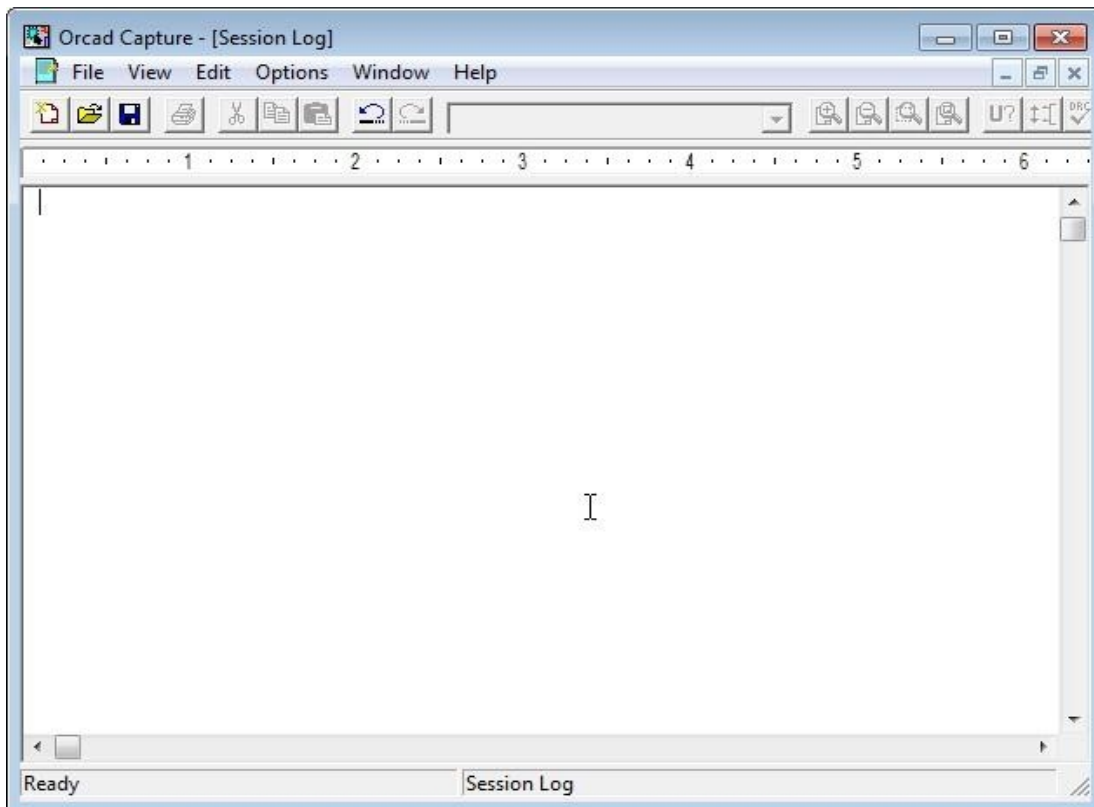 Orcad Capture - [Session Log]
File View Edit Options Window Help
U? DRC
1 2 3 4 5 6
Ready Session Log